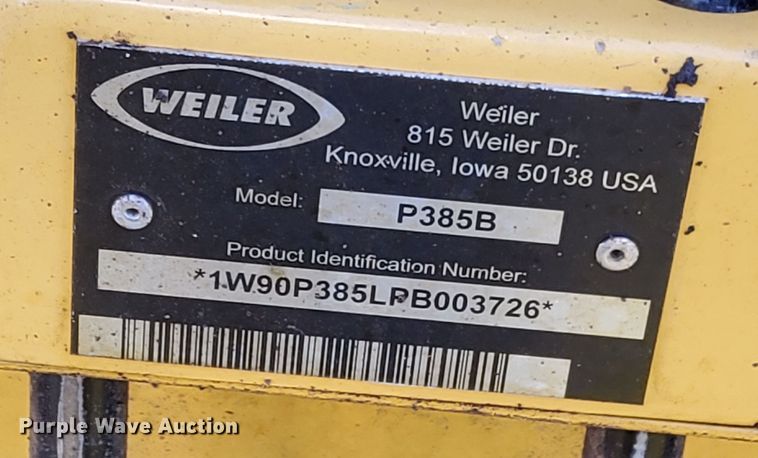 WEILER
Weiler
815 Weiler Dr.
Knoxville, Iowa 50138 USA
Model: P385B
Product Identification Number:
*1W90P385LPB003726*
Purple Wave Auction